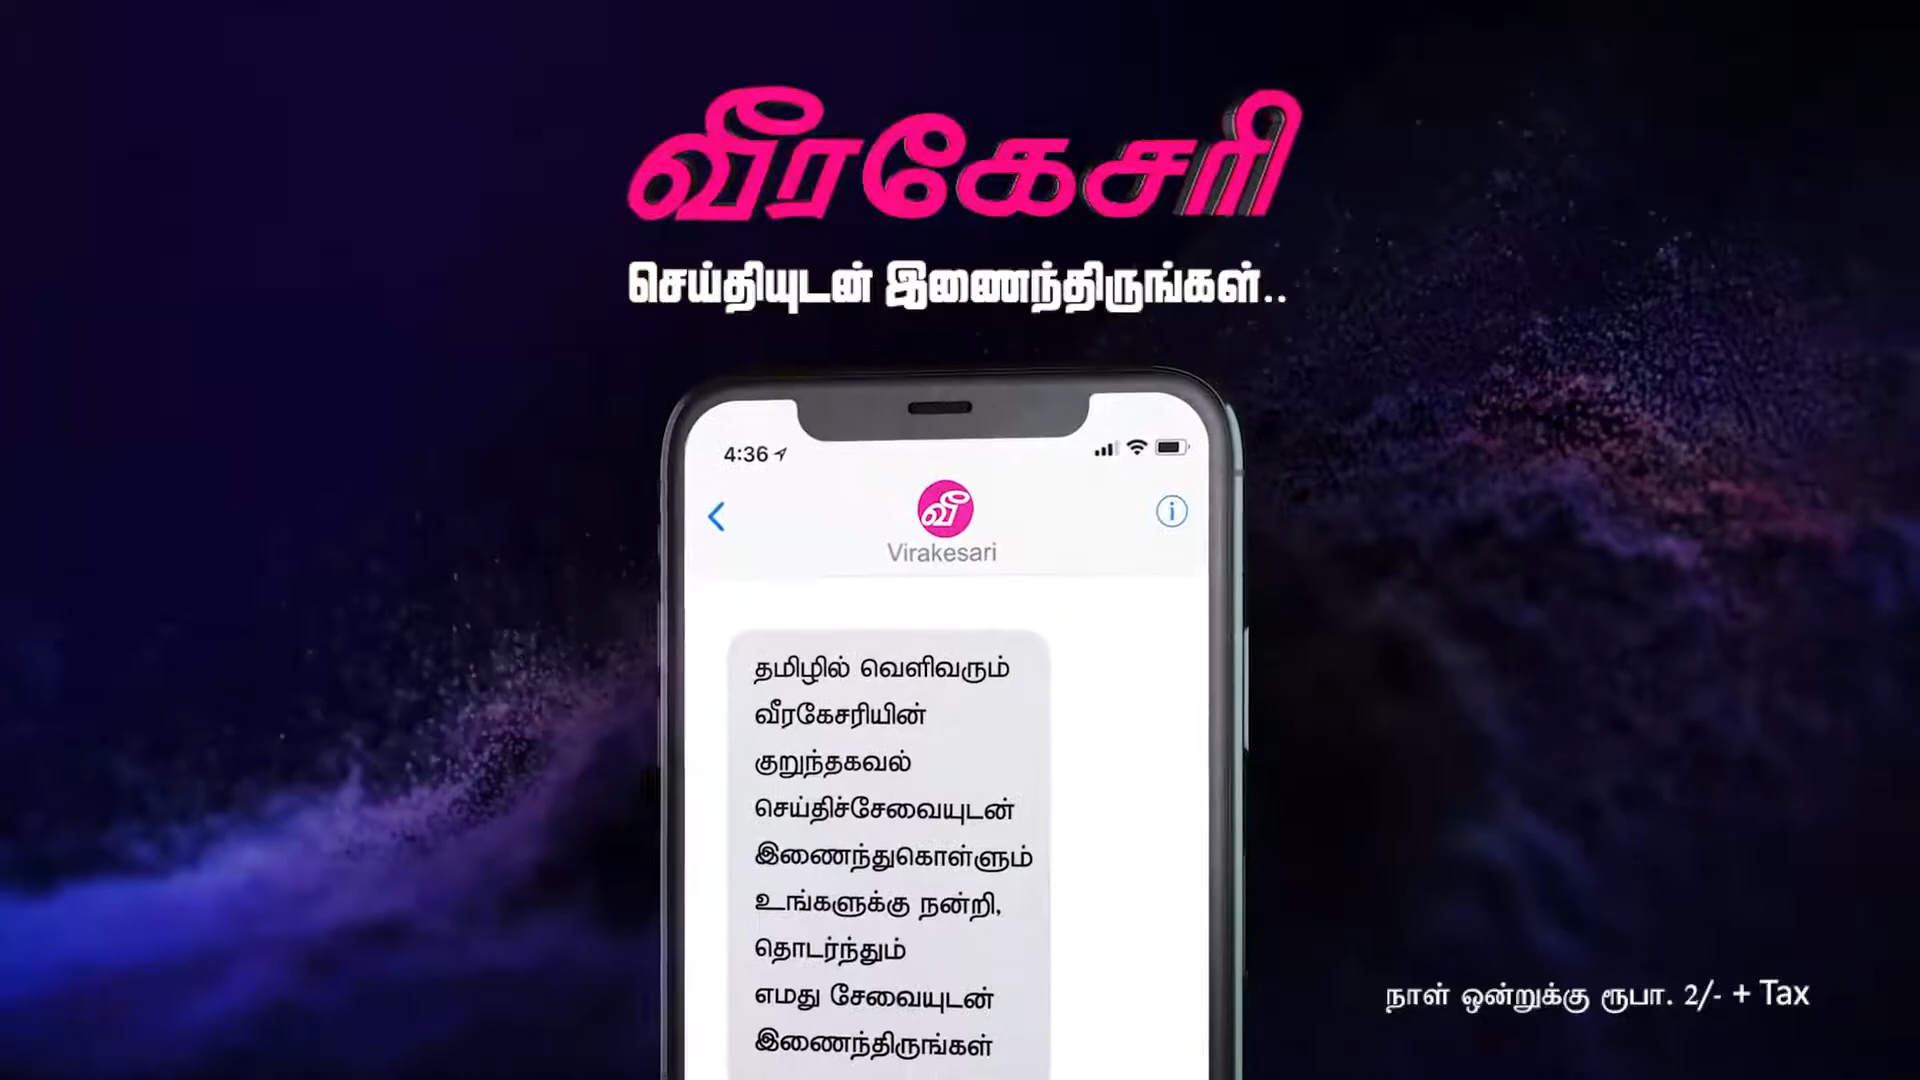 வீரகேசரி
செய்தியுடன் இணைந்திருங்கள்..
4:36
வீ
Virakesari
தமிழில் வெளிவரும்
வீரகேசரியின்
குறுந்தகவல்
செய்திச்சேவையுடன்
இணைந்துகொள்ளும்
உங்களுக்கு நன்றி,
தொடர்ந்தும்
எமது சேவையுடன்
இணைந்திருங்கள்
நாள் ஒன்றுக்கு ரூபா. 2/- + Tax